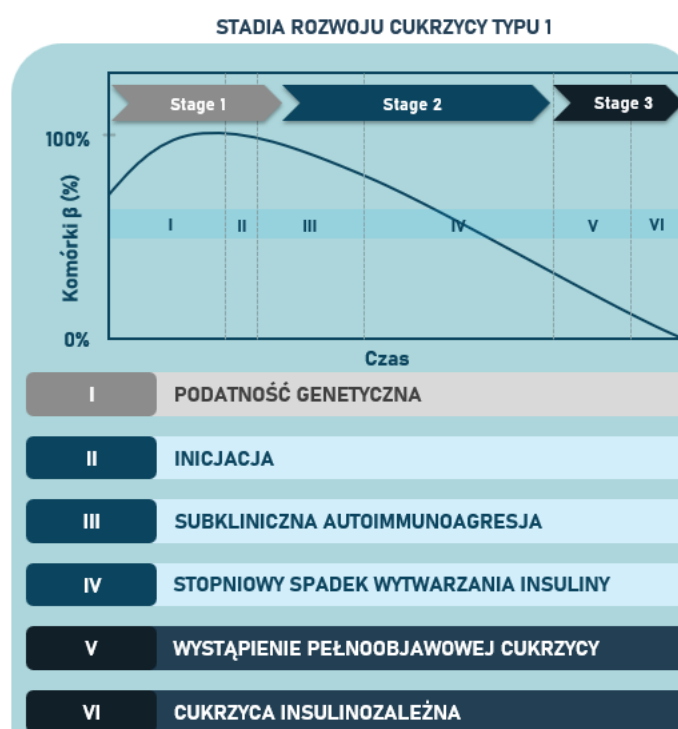 STADIA ROZWOJU CUKRZYCY TYPU 1
Stage 1 Stage 2 Stage 3
100%
Komórki β (%)
I II III IV V VI
0%
Czas
I PODATNOŚĆ GENETYCZNA
II INICJACJA
III SUBKLINICZNA AUTOIMMUNOAGRESJA
IV STOPNIOWY SPADEK WYTWARZANIA INSULINY
V WYSTĄPIENIE PEŁNOOBJAWOWEJ CUKRZYCY
VI CUKRZYCA INSULINOZALEŻNA